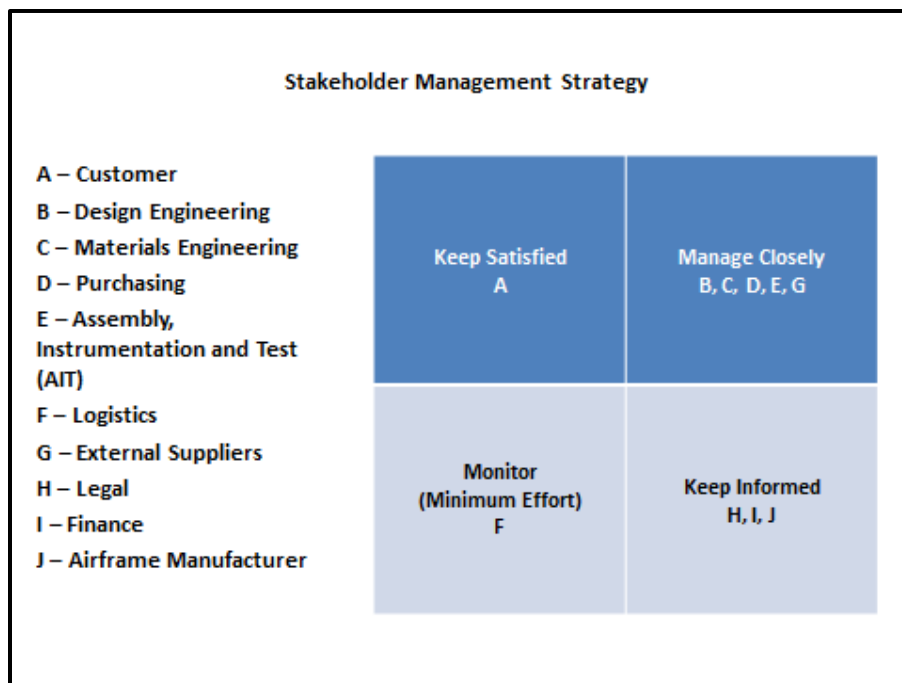 Stakeholder Management Strategy
A – Customer
B – Design Engineering
C – Materials Engineering
D – Purchasing
E – Assembly,
Instrumentation and Test
(AIT)
F – Logistics
G – External Suppliers
H – Legal
I – Finance
J – Airframe Manufacturer
Keep Satisfied
A
Manage Closely
B, C, D, E, G
Monitor
(Minimum Effort)
F
Keep Informed
H, I, J